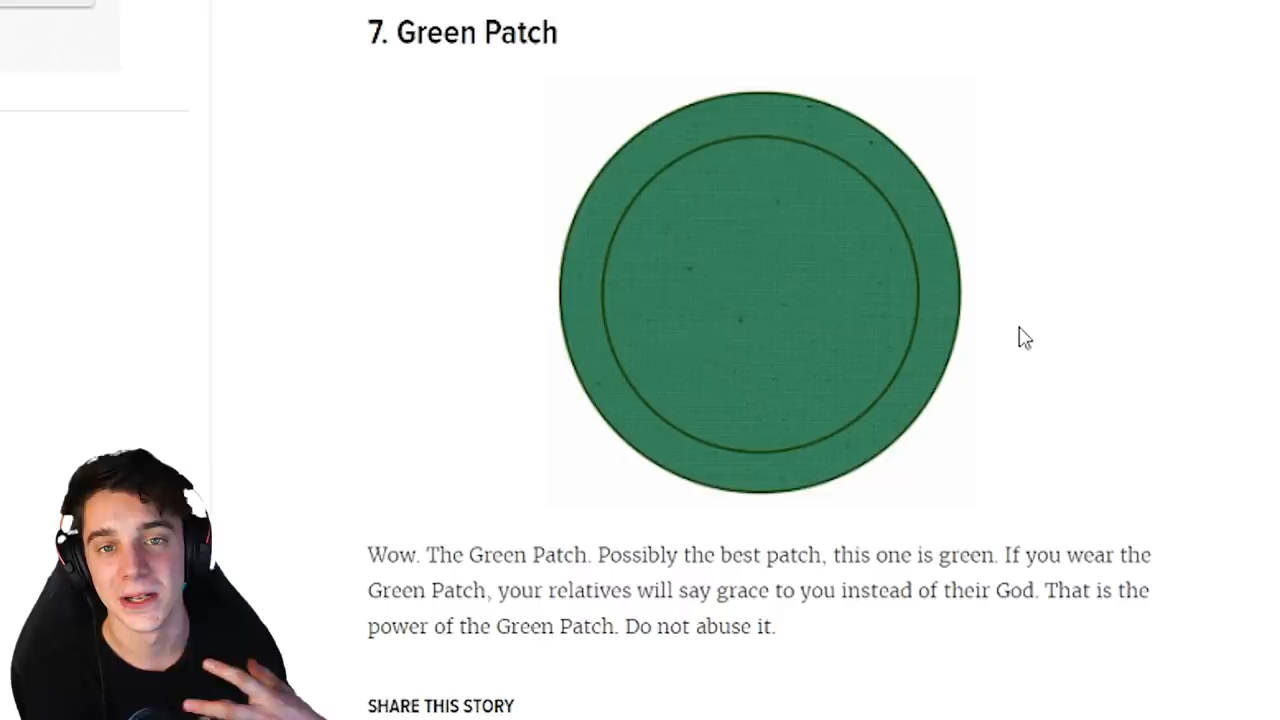 7. Green Patch
Wow. The Green Patch. Possibly the best patch, this one is green. If you wear the
Green Patch, your relatives will say grace to you instead of their God. That is the
power of the Green Patch. Do not abuse it.
SHARE THIS STORY